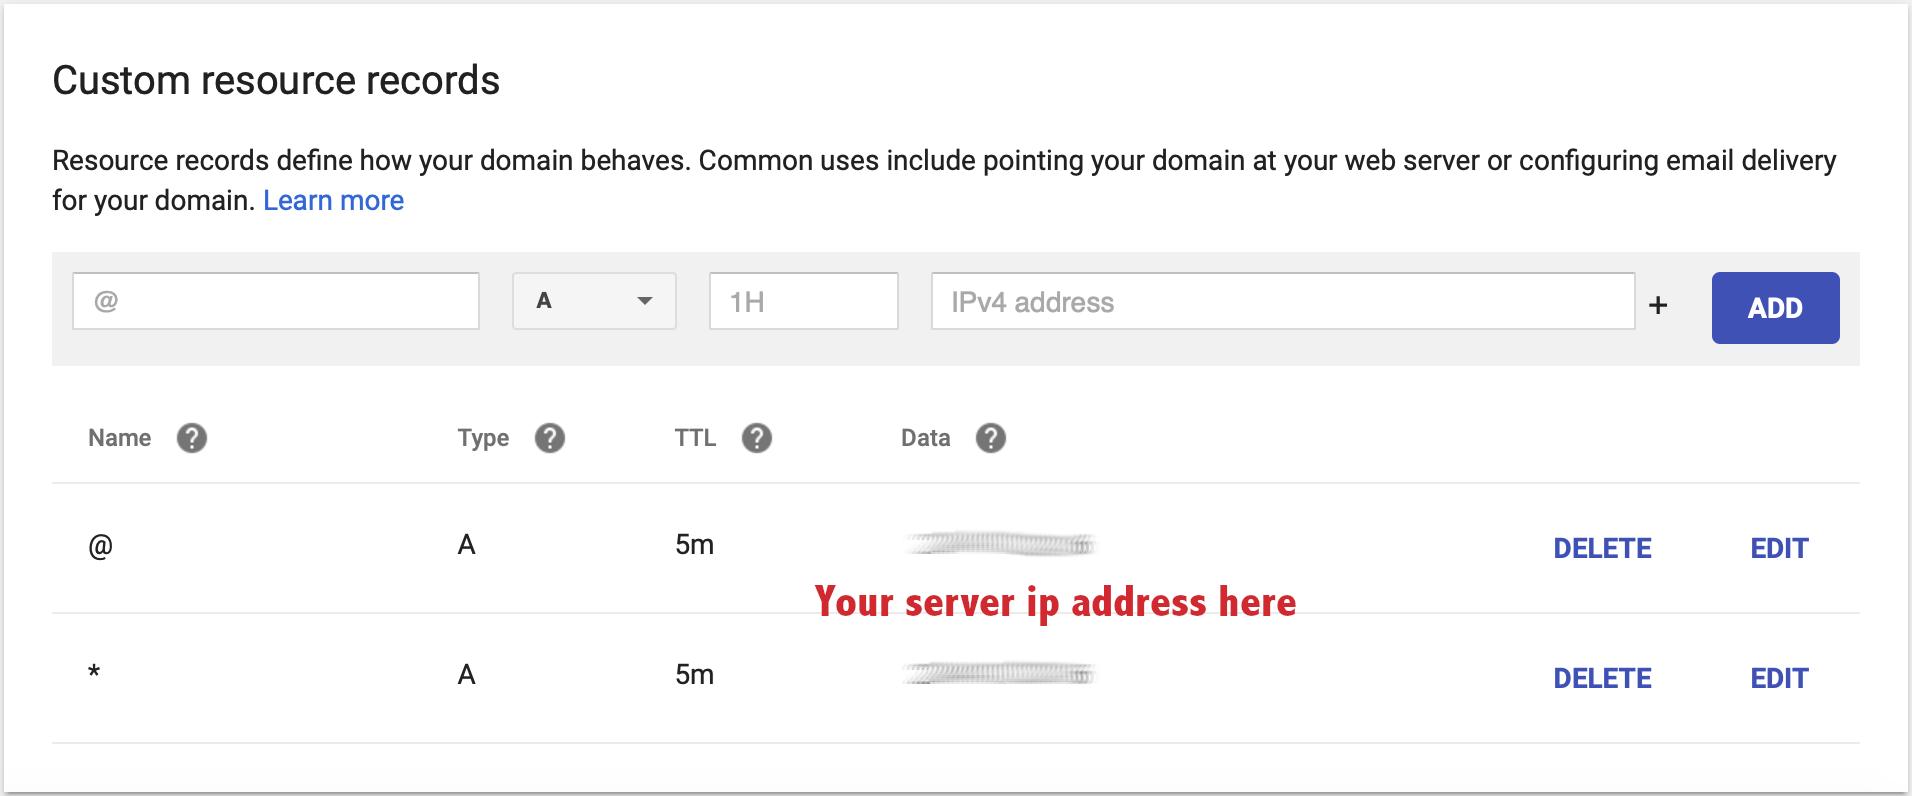 Custom resource records
Resource records define how your domain behaves. Common uses include pointing your domain at your web server or configuring email delivery
for your domain. Learn more
@ A 1H IPv4 address + ADD
Name ? Type ? TTL ? Data ?
@ A 5m DELETE EDIT
Your server ip address here
* A 5m DELETE EDIT